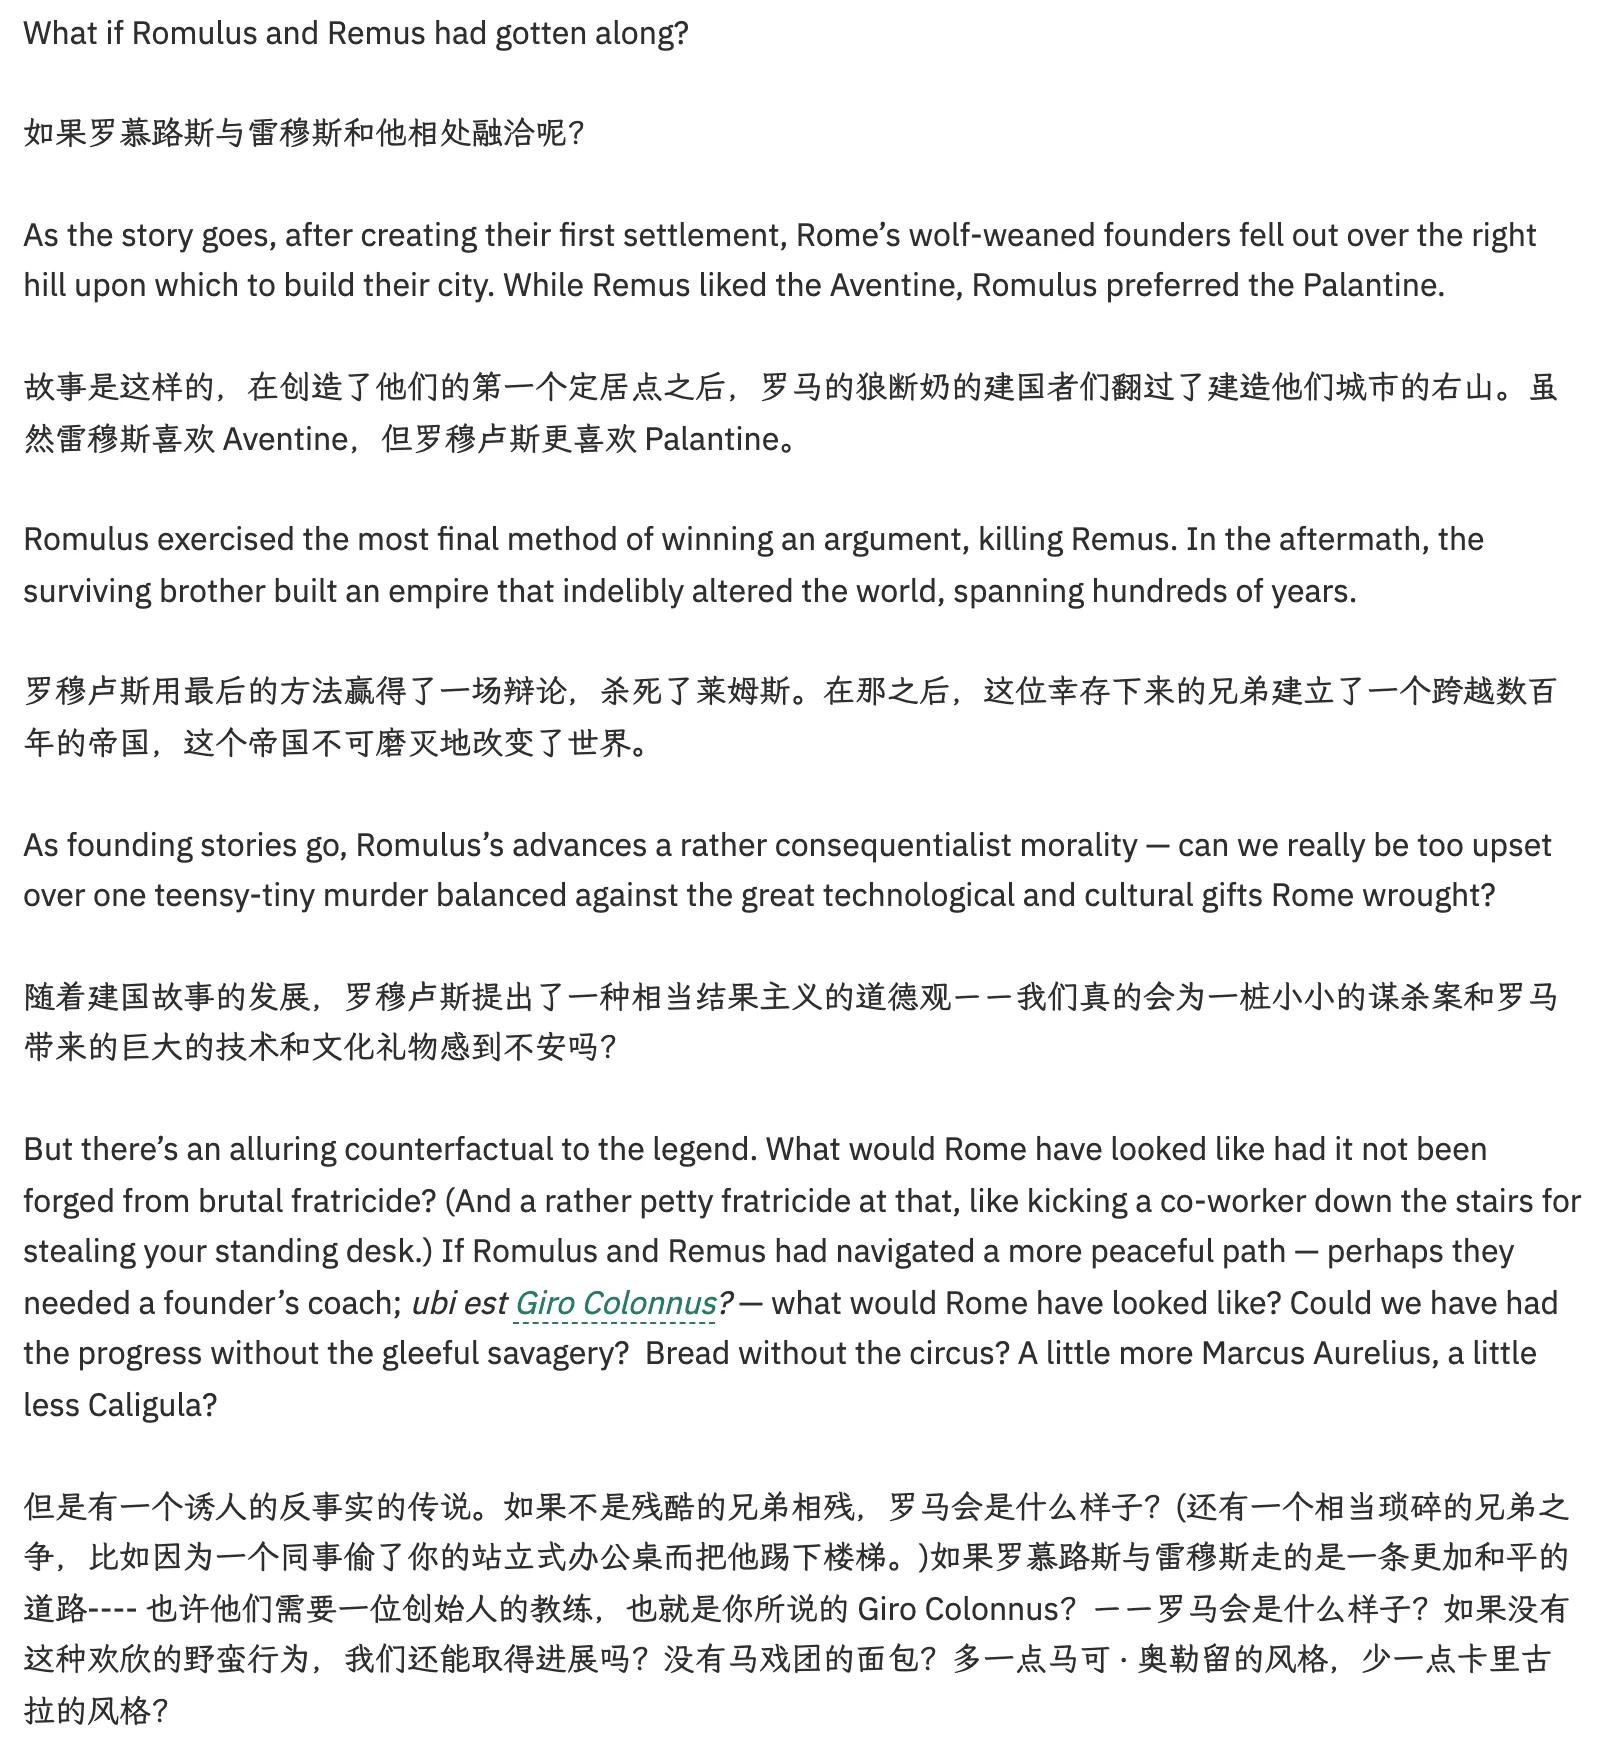 What if Romulus and Remus had gotten along?
如果罗慕路斯与雷穆斯和他相处融洽呢？
As the story goes, after creating their first settlement, Rome’s wolf-weaned founders fell out over the right
hill upon which to build their city. While Remus liked the Aventine, Romulus preferred the Palantine.
故事是这样的，在创造了他们的第一个定居点之后，罗马的狼断奶的建国者们翻过了建造他们城市的右山。虽
然雷穆斯喜欢 Aventine，但罗穆卢斯更喜欢 Palantine。
Romulus exercised the most final method of winning an argument, killing Remus. In the aftermath, the
surviving brother built an empire that indelibly altered the world, spanning hundreds of years.
罗穆卢斯用最后的方法赢得了一场辩论，杀死了莱姆斯。在那之后，这位幸存下来的兄弟建立了一个跨越数百
年的帝国，这个帝国不可磨灭地改变了世界。
As founding stories go, Romulus’s advances a rather consequentialist morality — can we really be too upset
over one teensy-tiny murder balanced against the great technological and cultural gifts Rome wrought?
随着建国故事的发展，罗穆卢斯提出了一种相当结果主义的道德观——我们真的会为一桩小小的谋杀案和罗马
带来的巨大的技术和文化礼物感到不安吗？
But there’s an alluring counterfactual to the legend. What would Rome have looked like had it not been
forged from brutal fratricide? (And a rather petty fratricide at that, like kicking a co-worker down the stairs for
stealing your standing desk.) If Romulus and Remus had navigated a more peaceful path — perhaps they
needed a founder’s coach; ubi est Giro Colonnus? — what would Rome have looked like? Could we have had
the progress without the gleeful savagery?  Bread without the circus? A little more Marcus Aurelius, a little
less Caligula?
但是有一个诱人的反事实的传说。如果不是残酷的兄弟相残，罗马会是什么样子？(还有一个相当琐碎的兄弟之
争，比如因为一个同事偷了你的站立式办公桌而把他踢下楼梯。)如果罗慕路斯与雷穆斯走的是一条更加和平的
道路---- 也许他们需要一位创始人的教练，也就是你所说的 Giro Colonnus？——罗马会是什么样子？如果没有
这种欢欣的野蛮行为，我们还能取得进展吗？没有马戏团的面包？多一点马可·奥勒留的风格，少一点卡里古
拉的风格？